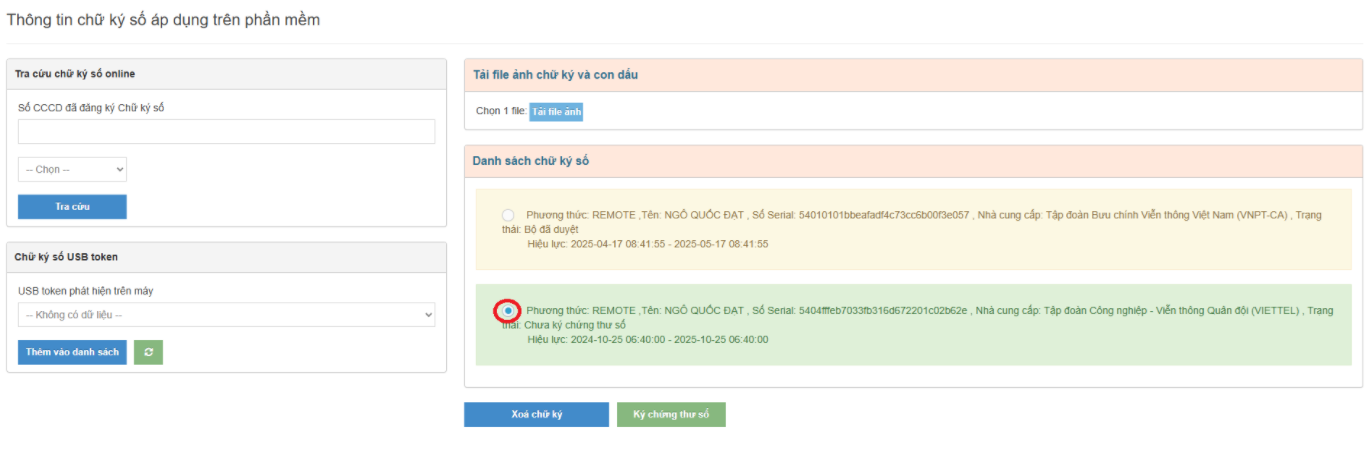 Thông tin chữ ký số áp dụng trên phần mềm
Tra cứu chữ ký số online
Số CCCD đã đăng ký Chữ ký số
-- Chọn --
Tra cứu
Chữ ký số USB token
USB token phát hiện trên máy
-- Không có dữ liệu --
Thêm vào danh sách
Tải file ảnh chữ ký và con dấu
Chọn 1 file: Tải file ảnh
Danh sách chữ ký số
Phương thức: REMOTE ,Tên: NGÔ QUỐC ĐẠT , Số Serial: 54010101bbeafadf4c73cc6b00f3e057 , Nhà cung cấp: Tập đoàn Bưu chính Viễn thông Việt Nam (VNPT-CA) , Trạng
thái: Bộ đã duyệt
Hiệu lực: 2025-04-17 08:41:55 - 2025-05-17 08:41:55
Phương thức: REMOTE ,Tên: NGÔ QUỐC ĐẠT , Số Serial: 5404fffeb7033fb316d672201c02b62e , Nhà cung cấp: Tập đoàn Công nghiệp - Viễn thông Quân đội (VIETTEL) , Trạng
thái: Chưa ký chứng thư số
Hiệu lực: 2024-10-25 06:40:00 - 2025-10-25 06:40:00
Xoá chữ ký
Ký chứng thư số